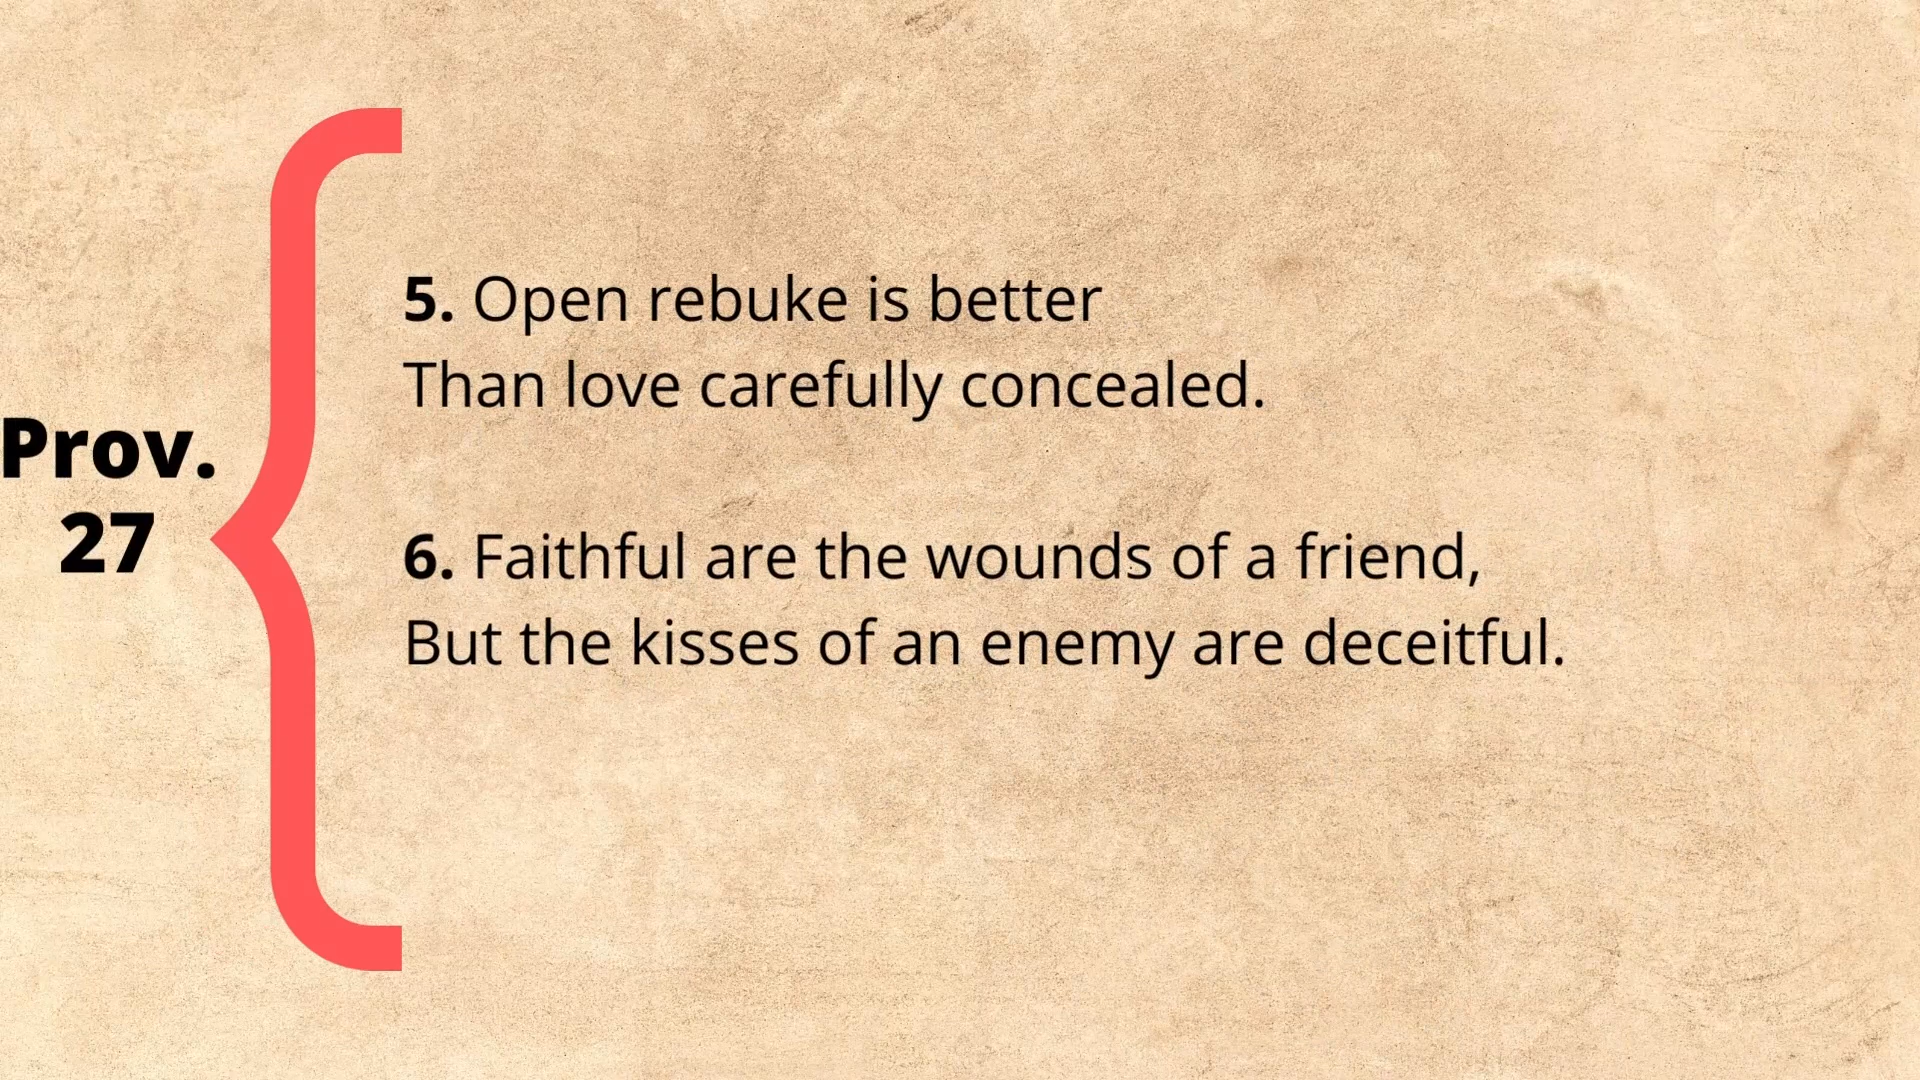 Prov.
27
5. Open rebuke is better
Than love carefully concealed.
6. Faithful are the wounds of a friend,
But the kisses of an enemy are deceitful.